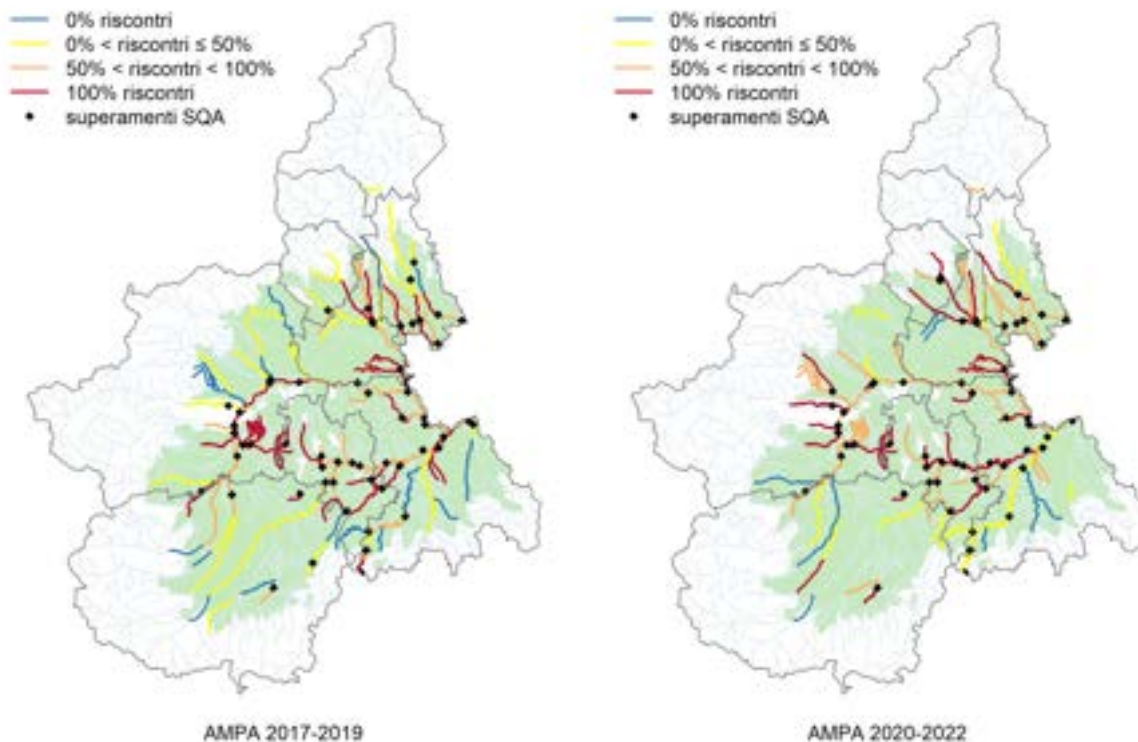 0% riscontri
0% < riscontri ≤ 50%
50% < riscontri < 100%
100% riscontri
superamenti SQA
0% riscontri
0% < riscontri ≤ 50%
50% < riscontri < 100%
100% riscontri
superamenti SQA
AMPA 2017-2019
AMPA 2020-2022